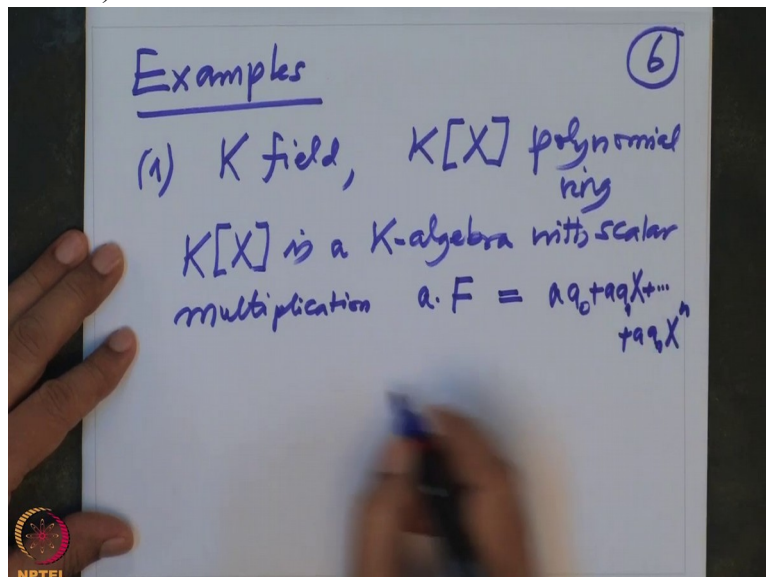 Examples
6
(1) K field, K[X] polynomial
ring
K[X] is a K-algebra with scalar
multiplication a.F = aa₀+aa₁X+...
+aaₙXⁿ
NPTEL